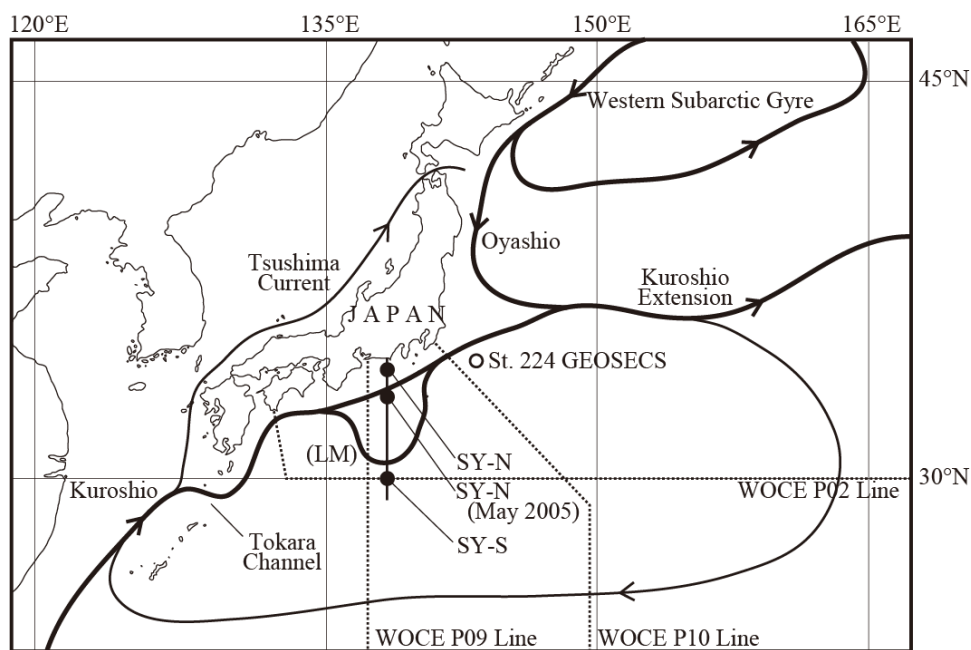 120°E 135°E 150°E 165°E
45°N
Western Subarctic Gyre
Oyashio
Tsushima
Current
Kuroshio
Extension
JAPAN
St. 224 GEOSECS
(LM)
SY-N
30°N
Kuroshio
SY-N
(May 2005)
WOCE P02 Line
Tokara
Channel
SY-S
WOCE P09 Line
WOCE P10 Line